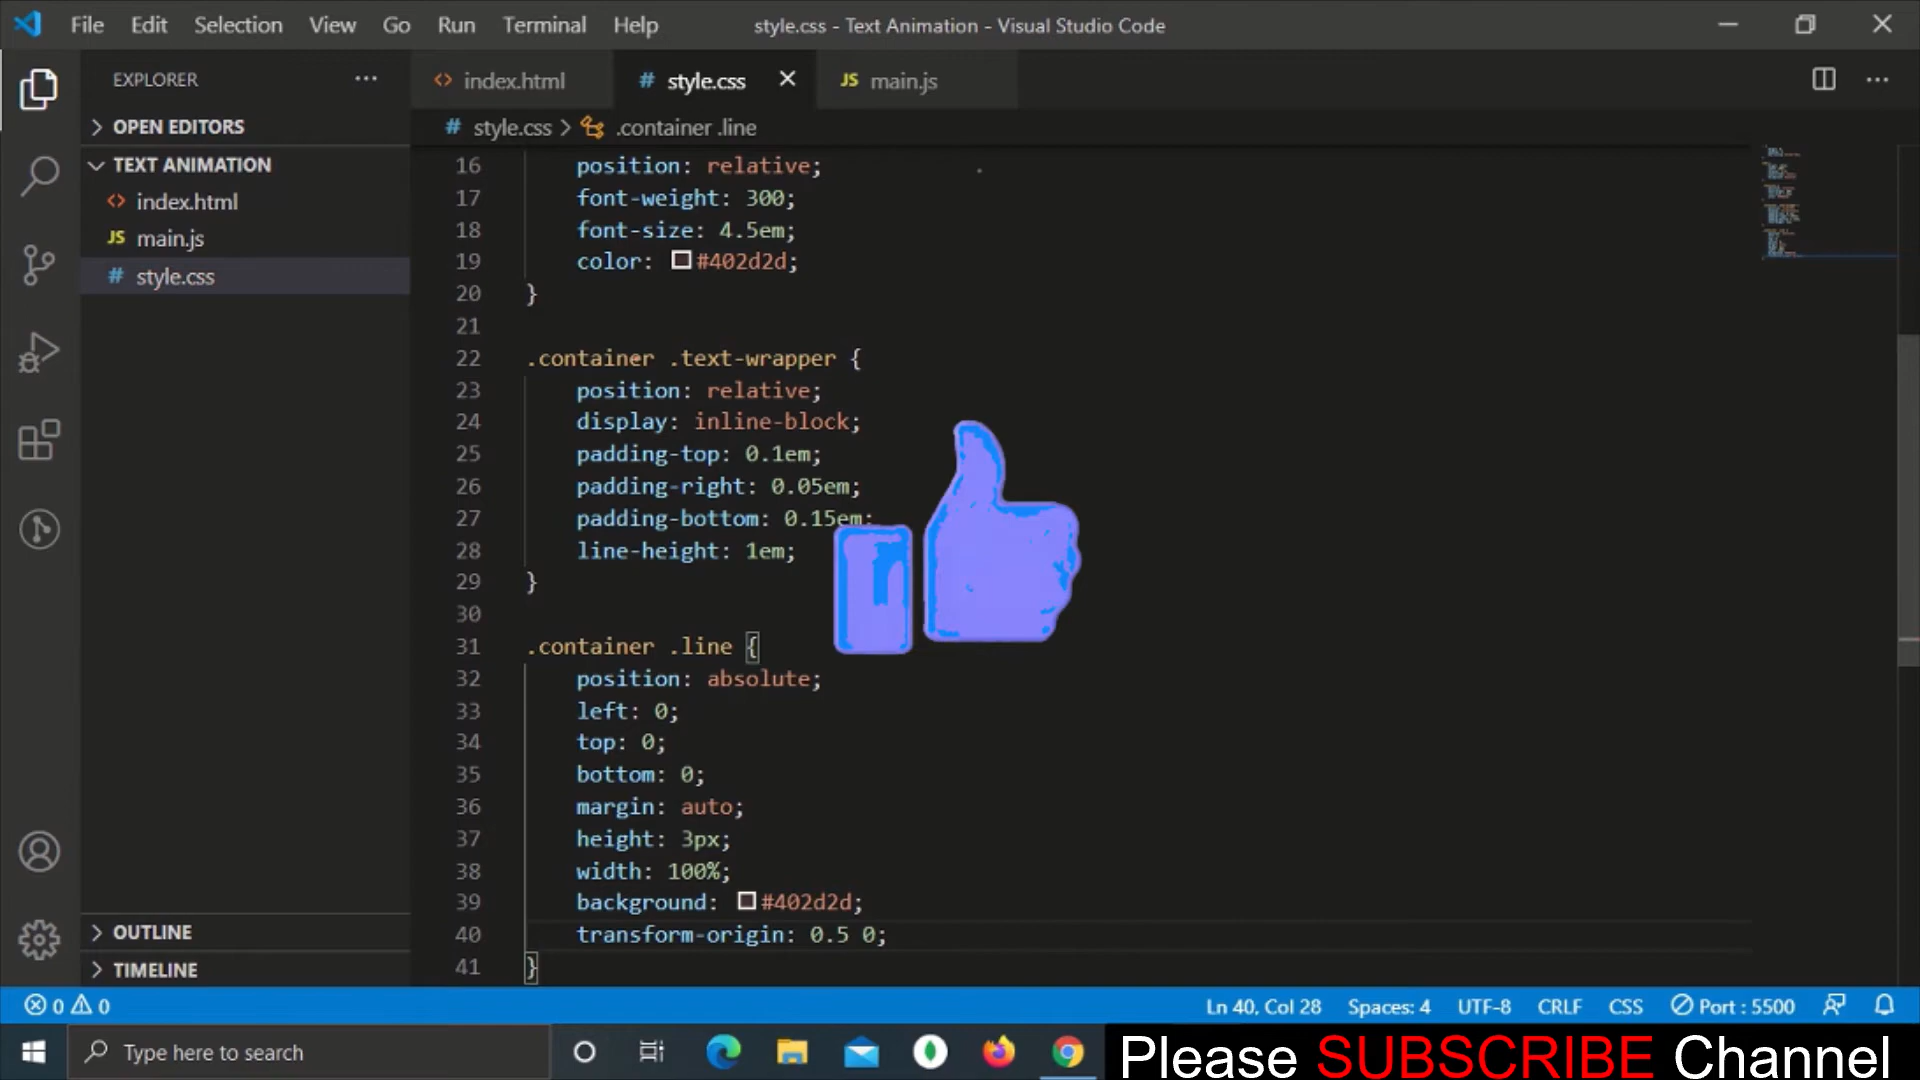 File Edit Selection View Go Run Terminal Help
style.css - Text Animation - Visual Studio Code
EXPLORER
index.html
style.css
main.js
OPEN EDITORS
style.css > .container .line
TEXT ANIMATION
index.html
JS main.js
# style.css
16 position: relative;
17 font-weight: 300;
18 font-size: 4.5em;
19 color: #402d2d;
20 }
21
22 .container .text-wrapper {
23 position: relative;
24 display: inline-block;
25 padding-top: 0.1em;
26 padding-right: 0.05em;
27 padding-bottom: 0.15em;
28 line-height: 1em;
29 }
30
31 .container .line {
32 position: absolute;
33 left: 0;
34 top: 0;
35 bottom: 0;
36 margin: auto;
37 height: 3px;
38 width: 100%;
39 background: #402d2d;
40 transform-origin: 0.5 0;
41 }
OUTLINE
TIMELINE
0 0
Ln 40, Col 28 Spaces: 4 UTF-8 CRLF CSS Port : 5500
Type here to search
Please SUBSCRIBE Channel